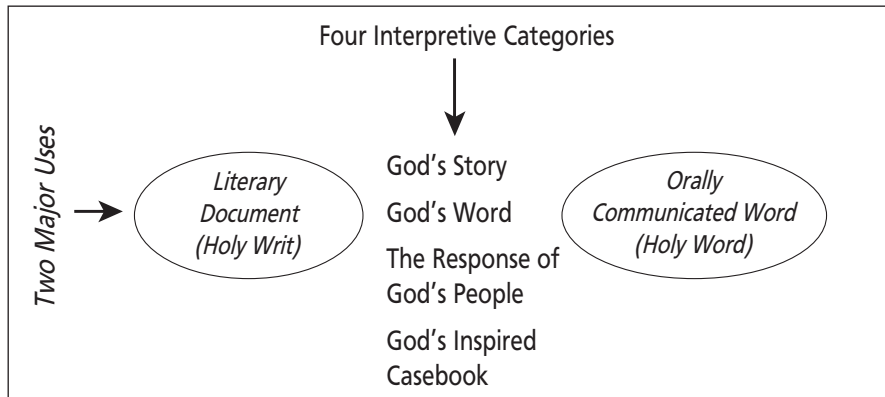 Four Interpretive Categories
Two Major Uses
Literary
Document
(Holy Writ)
God’s Story
God’s Word
The Response of
God’s People
God’s Inspired
Casebook
Orally
Communicated Word
(Holy Word)